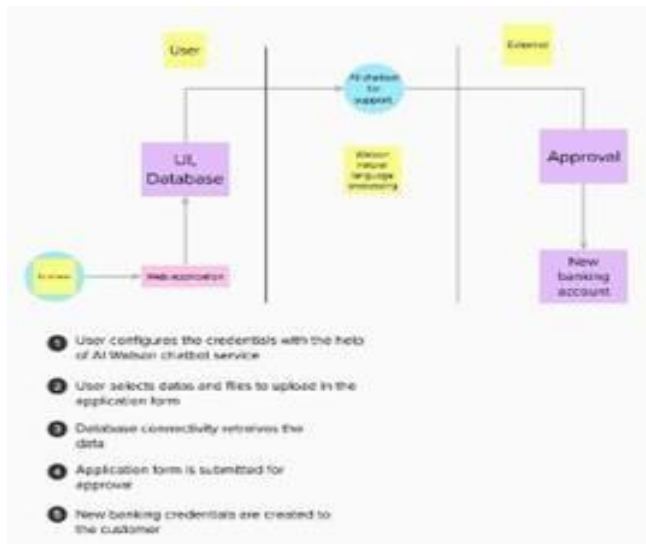 User
External
AI chatbot
for
support
UI,
Database
Watson
natural
language
processing
Approval
Web application
New
banking
account
1 User configures the credentials with the help
of AI Watson chatbot service
2 User selects datas and files to upload in the
application form
3 Database connectivity retreives the
data
4 Application form is submitted for
approval
5 New banking credentials are created to
the customer